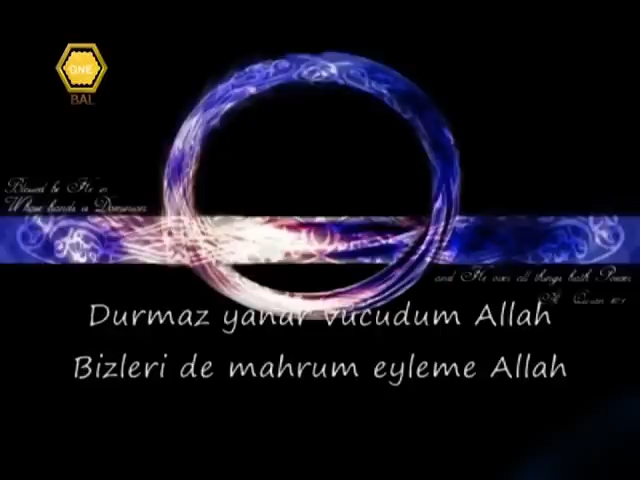 ONE
BAL
Blessed be He in
Whose hands is Dominion
and He over all things hath Power
Durmaz yanar vücudum Allah
Bizleri de mahrum eyleme Allah